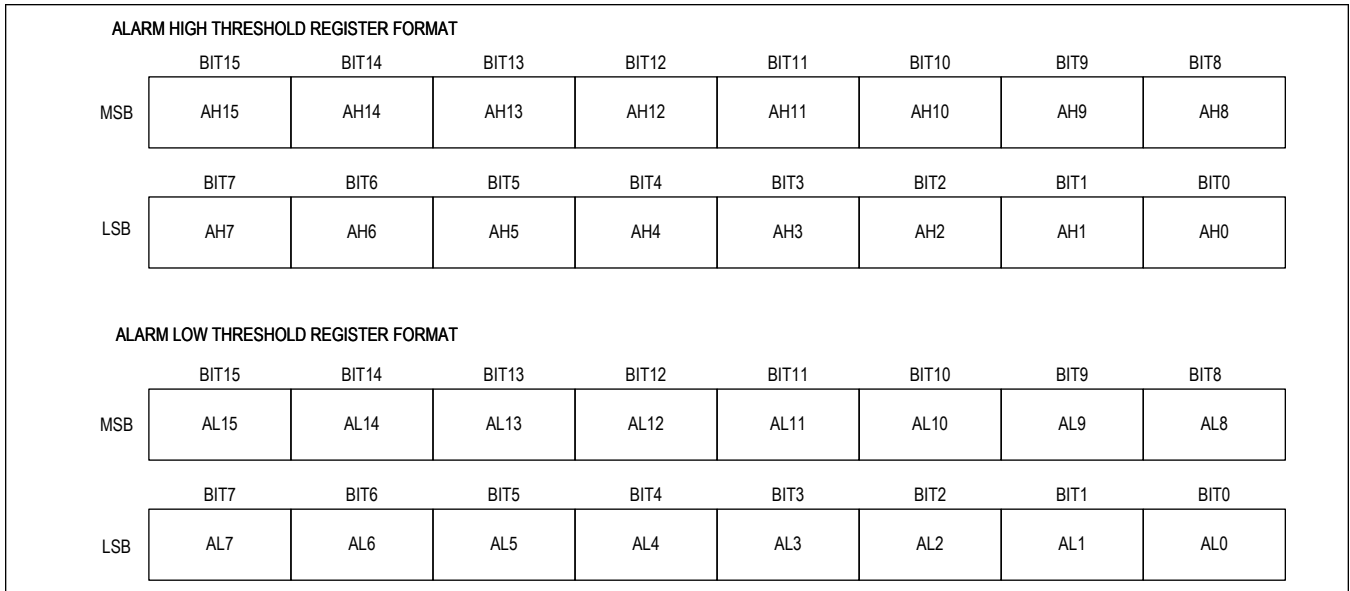 ALARM HIGH THRESHOLD REGISTER FORMAT
BIT15 BIT14 BIT13 BIT12 BIT11 BIT10 BIT9 BIT8
MSB AH15 AH14 AH13 AH12 AH11 AH10 AH9 AH8
BIT7 BIT6 BIT5 BIT4 BIT3 BIT2 BIT1 BIT0
LSB AH7 AH6 AH5 AH4 AH3 AH2 AH1 AH0
ALARM LOW THRESHOLD REGISTER FORMAT
BIT15 BIT14 BIT13 BIT12 BIT11 BIT10 BIT9 BIT8
MSB AL15 AL14 AL13 AL12 AL11 AL10 AL9 AL8
BIT7 BIT6 BIT5 BIT4 BIT3 BIT2 BIT1 BIT0
LSB AL7 AL6 AL5 AL4 AL3 AL2 AL1 AL0